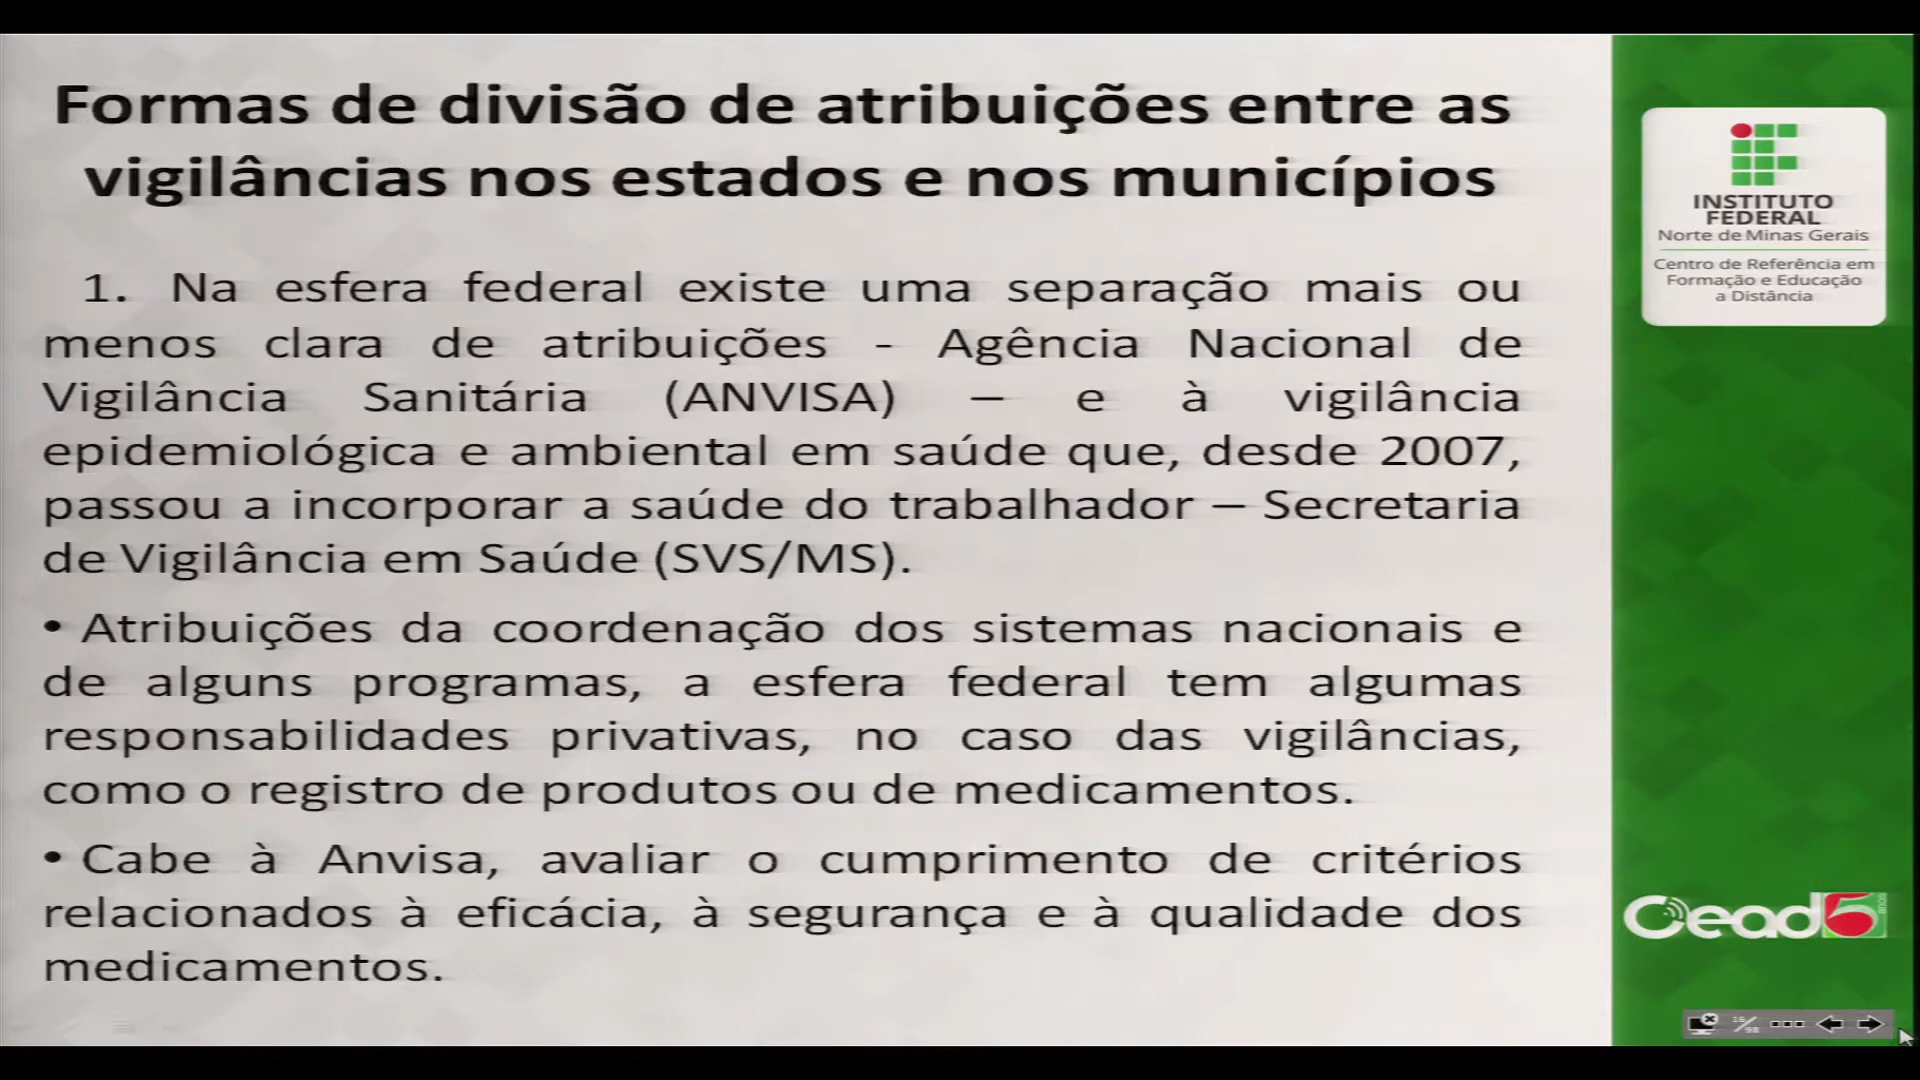 Formas de divisão de atribuições entre as
vigilâncias nos estados e nos municípios
1. Na esfera federal existe uma separação mais ou
menos clara de atribuições - Agência Nacional de
Vigilância Sanitária (ANVISA) – e à vigilância
epidemiológica e ambiental em saúde que, desde 2007,
passou a incorporar a saúde do trabalhador – Secretaria
de Vigilância em Saúde (SVS/MS).
• Atribuições da coordenação dos sistemas nacionais e
de alguns programas, a esfera federal tem algumas
responsabilidades privativas, no caso das vigilâncias,
como o registro de produtos ou de medicamentos.
• Cabe à Anvisa, avaliar o cumprimento de critérios
relacionados à eficácia, à segurança e à qualidade dos
medicamentos.
INSTITUTO
FEDERAL
Norte de Minas Gerais
Centro de Referência em
Formação e Educação
a Distância
Cead 5 anos